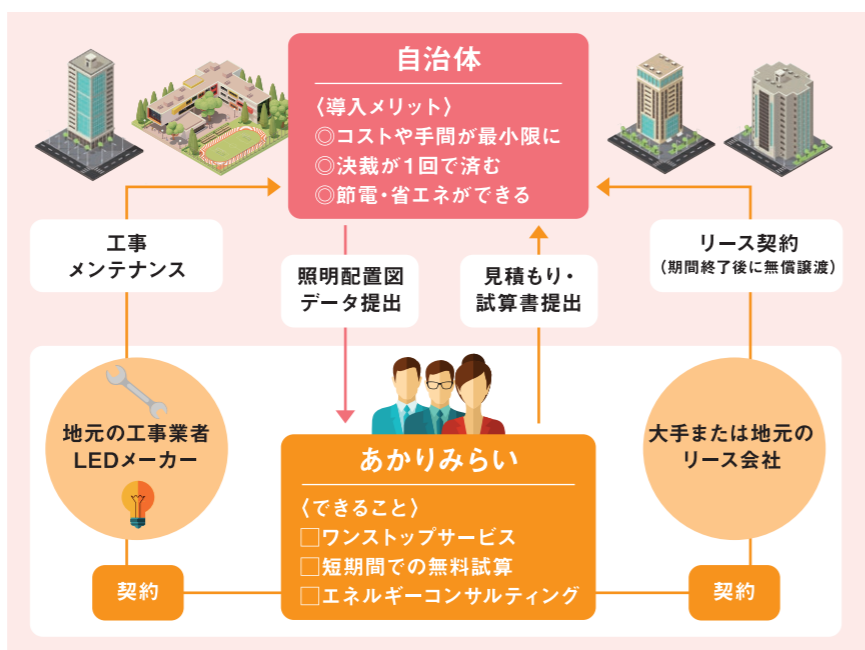 自治体
〈導入メリット〉
◎コストや手間が最小限に
◎決裁が1回で済む
◎節電・省エネができる
工事
メンテナンス
照明配置図
データ提出
見積もり・
試算書提出
リース契約
（期間終了後に無償譲渡）
地元の工事業者
LEDメーカー
あかりみらい
〈できること〉
□ワンストップサービス
□短期間での無料試算
□エネルギーコンサルティング
大手または地元の
リース会社
契約
契約